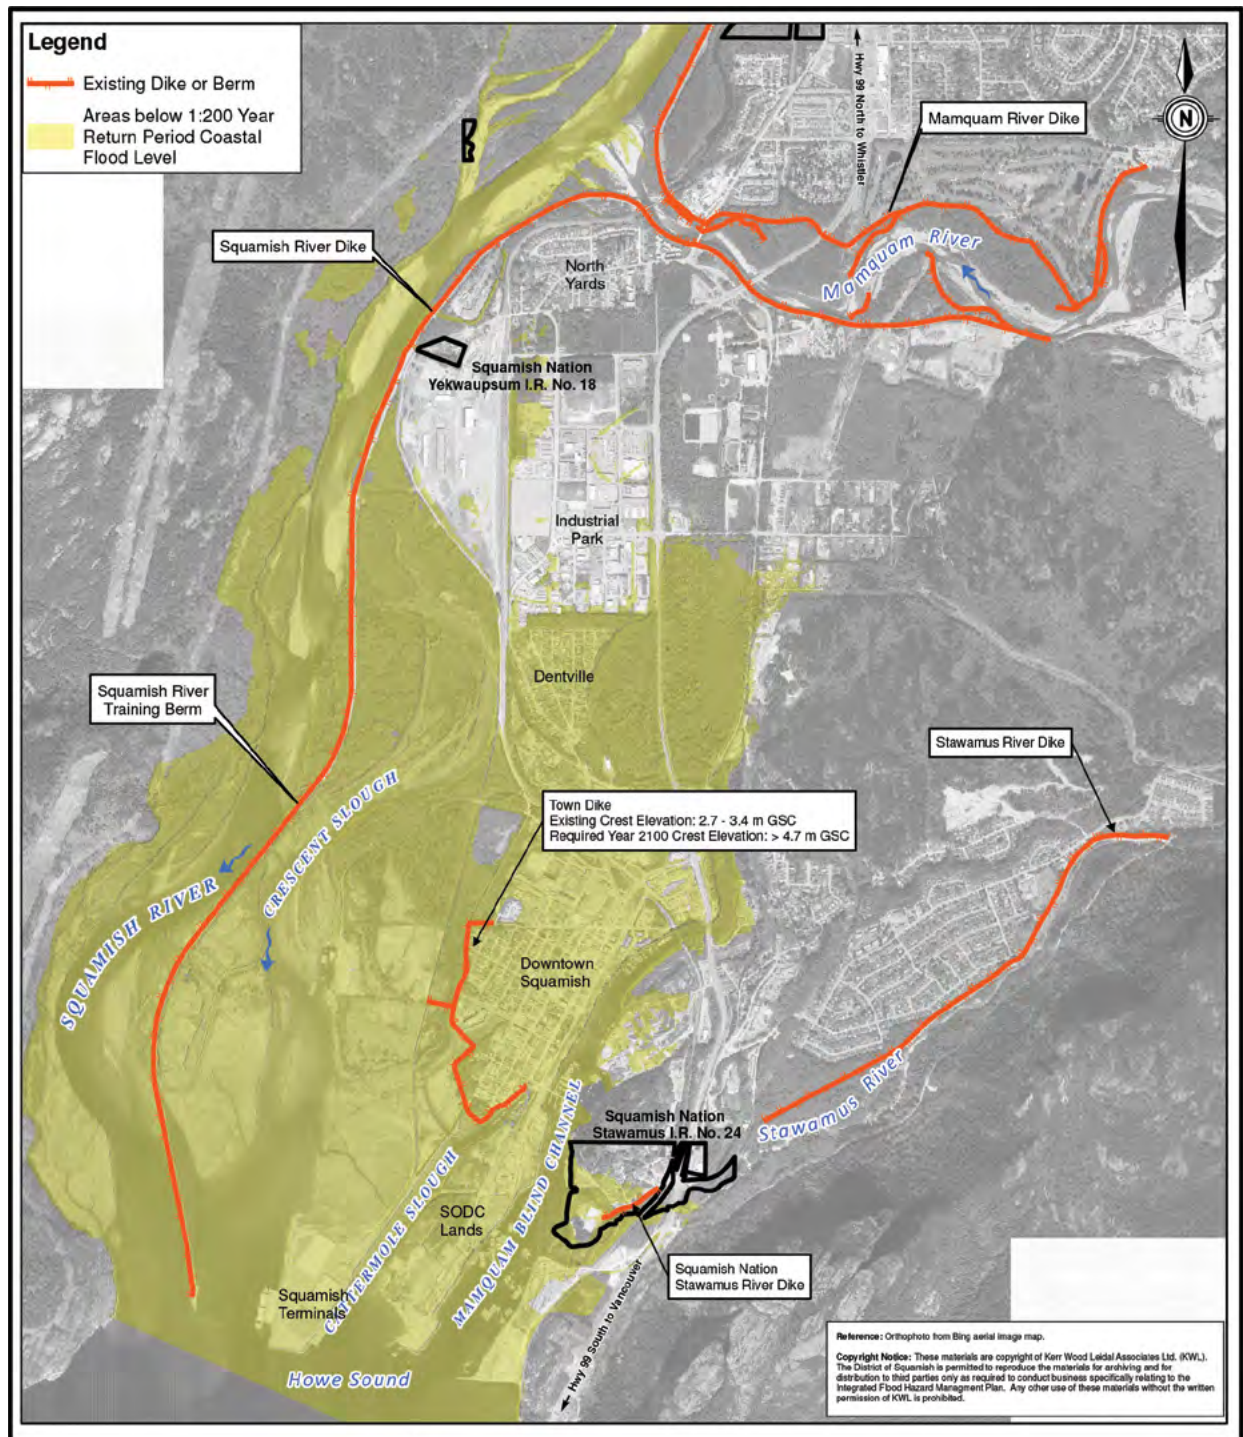 Legend
Existing Dike or Berm
Areas below 1:200 Year
Return Period Coastal
Flood Level
Hwy 99 North to Whistler
N
Mamquam River Dike
Squamish River Dike
North
Yards
Mamquam River
Squamish Nation
Yekwaupsum I.R. No. 18
Industrial
Park
Dentville
Squamish River
Training Berm
Stawamus River Dike
CRESCENT SLOUGH
Town Dike
Existing Crest Elevation: 2.7 - 3.4 m GSC
Required Year 2100 Crest Elevation: > 4.7 m GSC
SQUAMISH RIVER
Downtown
Squamish
Stawamus River
Squamish Nation
Stawamus I.R. No. 24
CATTERMOLE SLOUGH
MAMQUAM BLIND CHANNEL
SODC
Lands
Squamish Nation
Stawamus River Dike
Squamish
Terminals
Hwy 99 South to Vancouver
Howe Sound
Reference: Orthophoto from Bing aerial image map.
Copyright Notice: These materials are copyright of Kerr Wood Leidal Associates Ltd. (KWL).
The District of Squamish is permitted to reproduce the materials for archiving and for
distribution to third parties only as required to conduct business specifically relating to the
Integrated Flood Hazard Managment Plan. Any other use of these materials without the written
permission of KWL is prohibited.